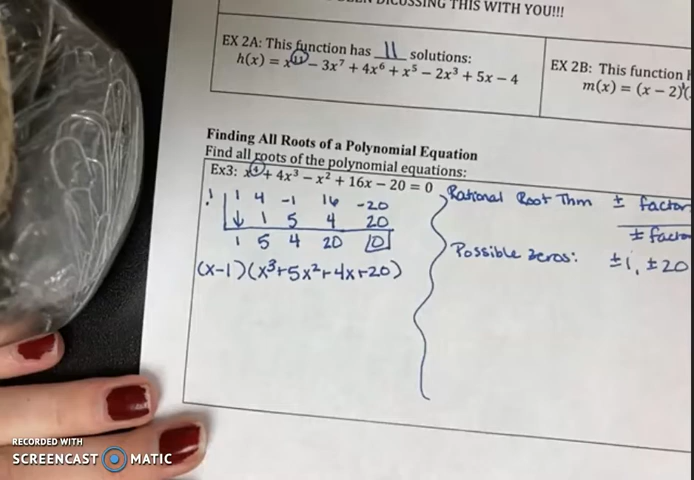 DICUSSING THIS WITH YOU!!!
EX 2A: This function has 11 solutions:
h(x) = x¹¹ − 3x⁷ + 4x⁶ + x⁵ − 2x³ + 5x − 4
EX 2B: This function
m(x) = (x − 2)
Finding All Roots of a Polynomial Equation
Find all roots of the polynomial equations:
Ex3: x⁴ + 4x³ − x² + 16x − 20 = 0
1 1 4 -1 16 -20
↓ 1 5 4 20
1 5 4 20 0
(x-1)(x³+5x²+4x+20)
Rational Root Thm ± factor
± fact
Possible zeros: ±1, ±20
RECORDED WITH
SCREENCAST MATIC